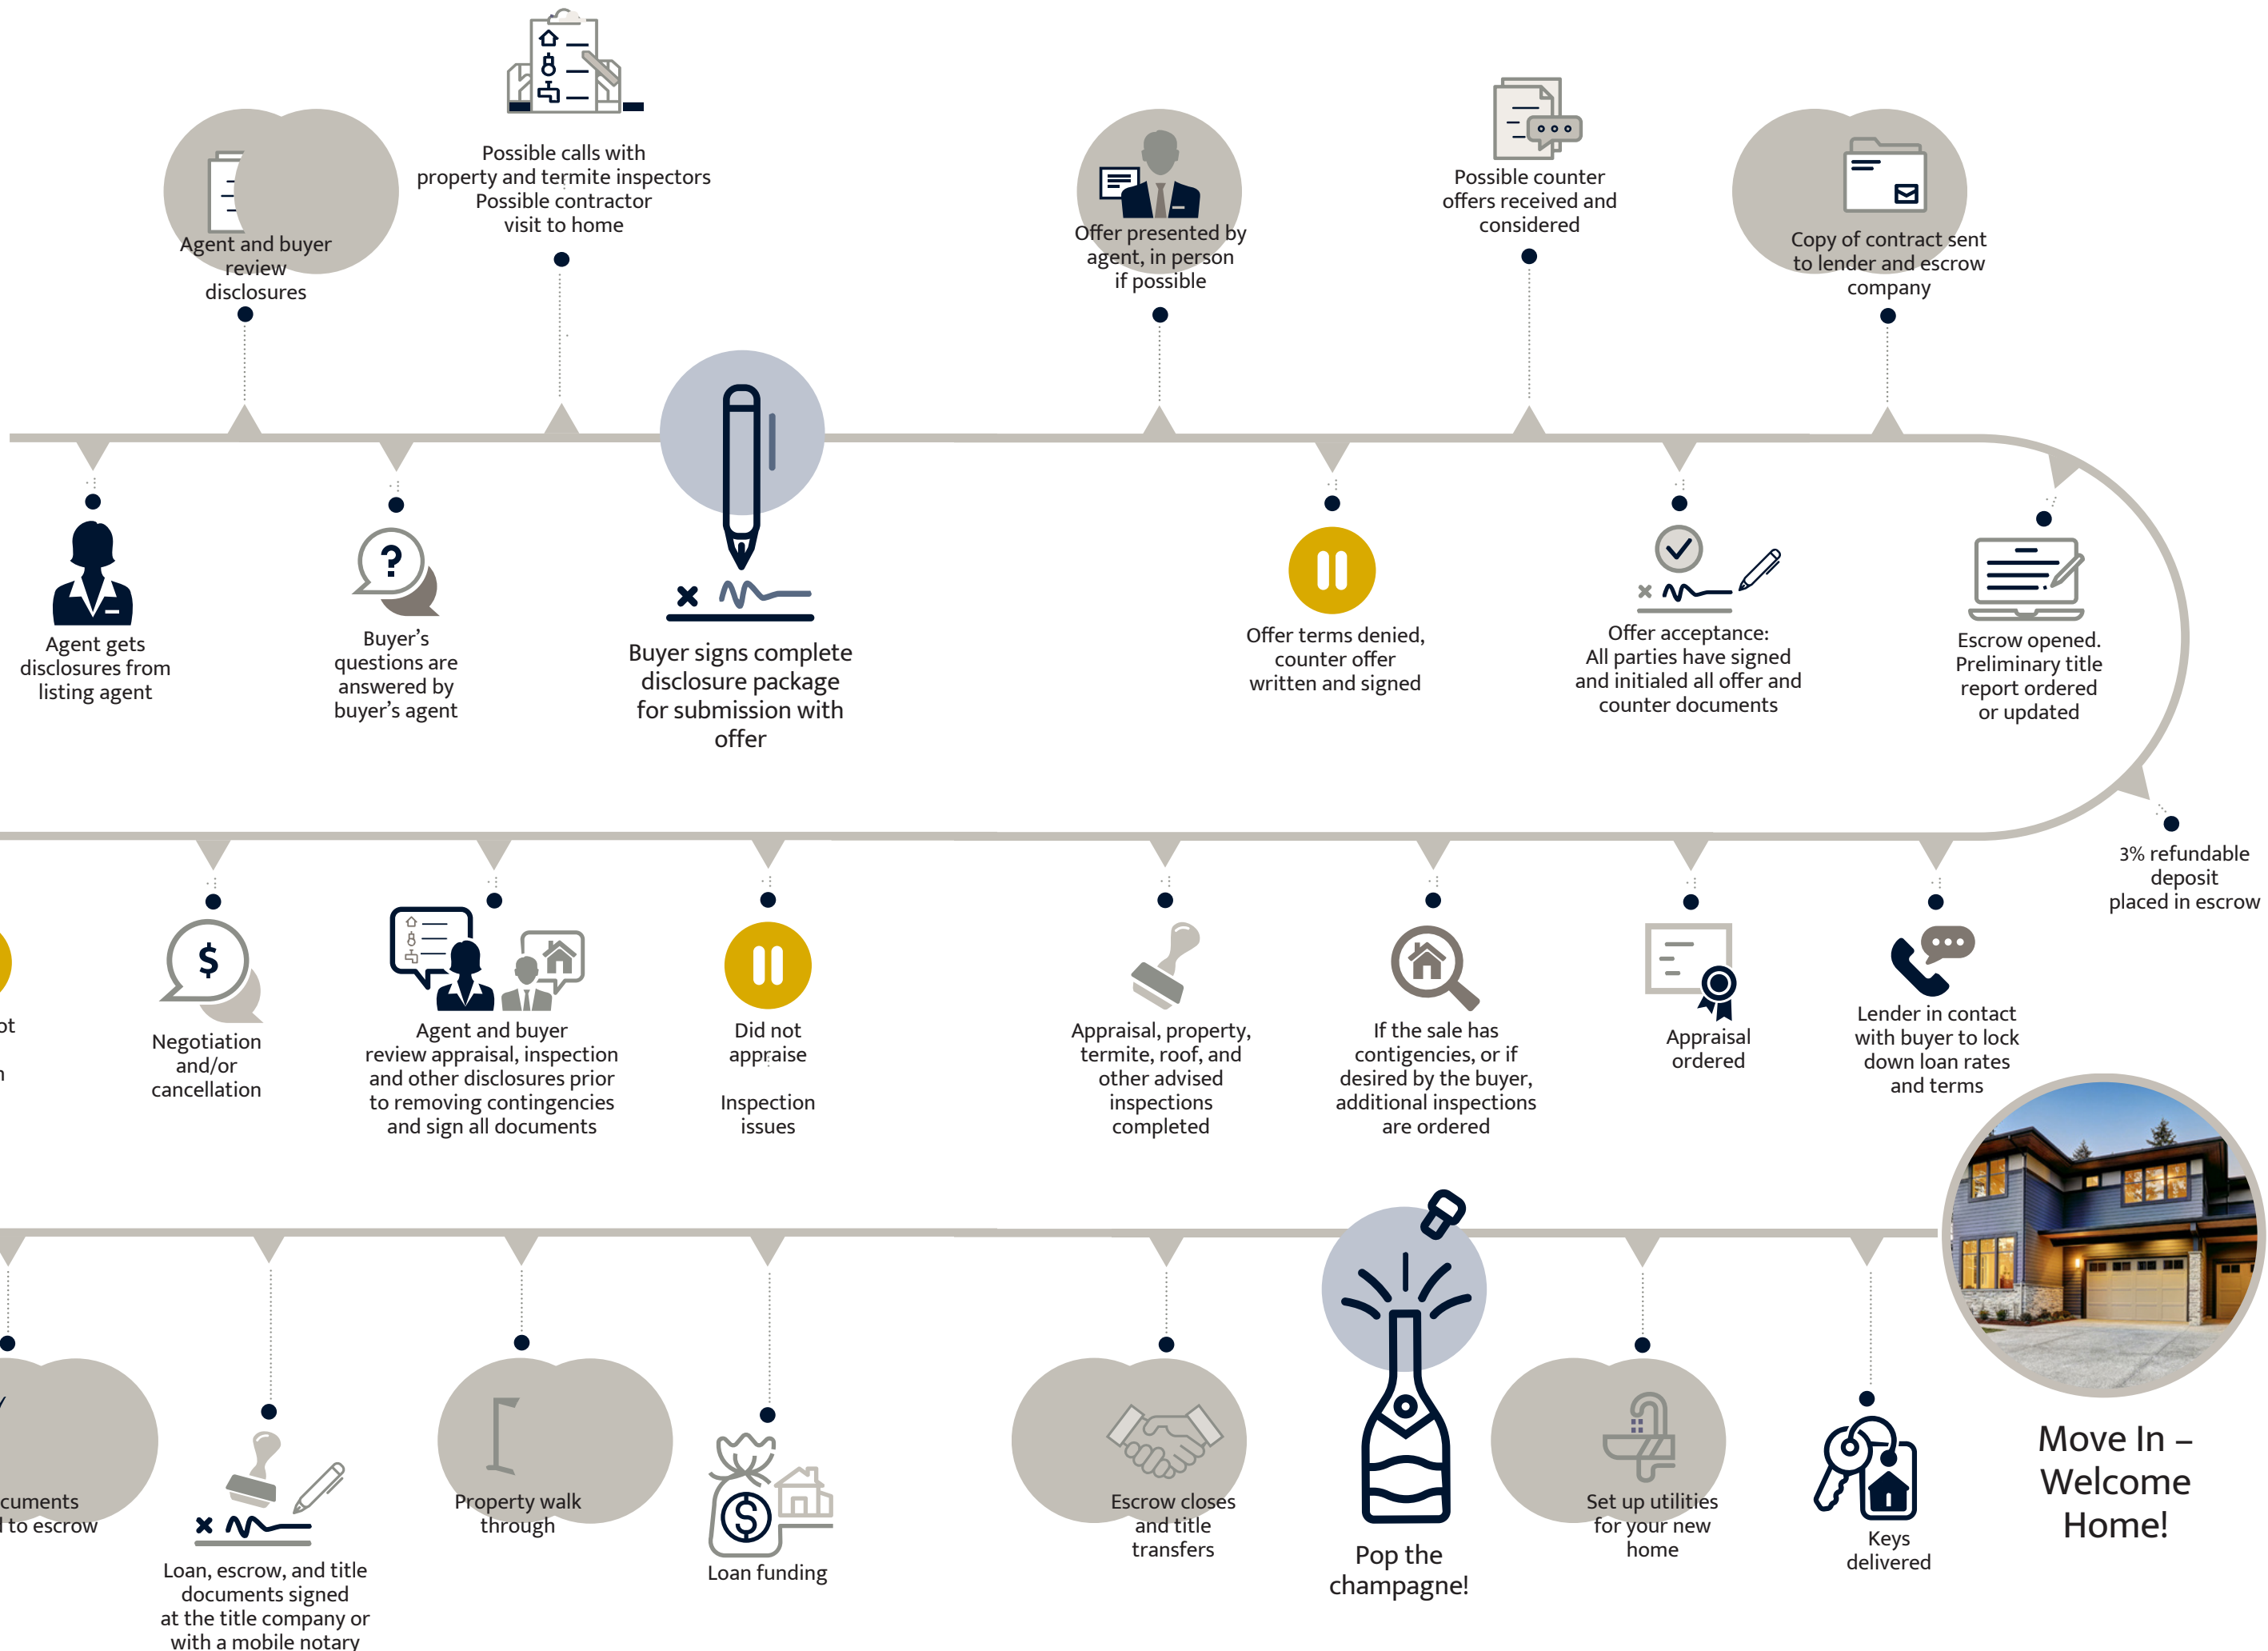 Agent and buyer
review
disclosures
Possible calls with
property and termite inspectors
Possible contractor
visit to home
Offer presented by
agent, in person
if possible
Possible counter
offers received and
considered
Copy of contract sent
to lender and escrow
company
Agent gets
disclosures from
listing agent
?
Buyer's
questions are
answered by
buyer's agent
Buyer signs complete
disclosure package
for submission with
offer
Offer terms denied,
counter offer
written and signed
Offer acceptance:
All parties have signed
and initialed all offer and
counter documents
Escrow opened.
Preliminary title
report ordered
or updated
3% refundable
deposit
placed in escrow
$
Negotiation
and/or
cancellation
Agent and buyer
review appraisal, inspection
and other disclosures prior
to removing contingencies
and sign all documents
Did not
appraise
Inspection
issues
Appraisal, property,
termite, roof, and
other advised
inspections
completed
If the sale has
contigencies, or if
desired by the buyer,
additional inspections
are ordered
Appraisal
ordered
Lender in contact
with buyer to lock
down loan rates
and terms
cuments
to escrow
Loan, escrow, and title
documents signed
at the title company or
with a mobile notary
Property walk
through
$
Loan funding
Escrow closes
and title
transfers
Pop the
champagne!
Set up utilities
for your new
home
Keys
delivered
Move In –
Welcome
Home!